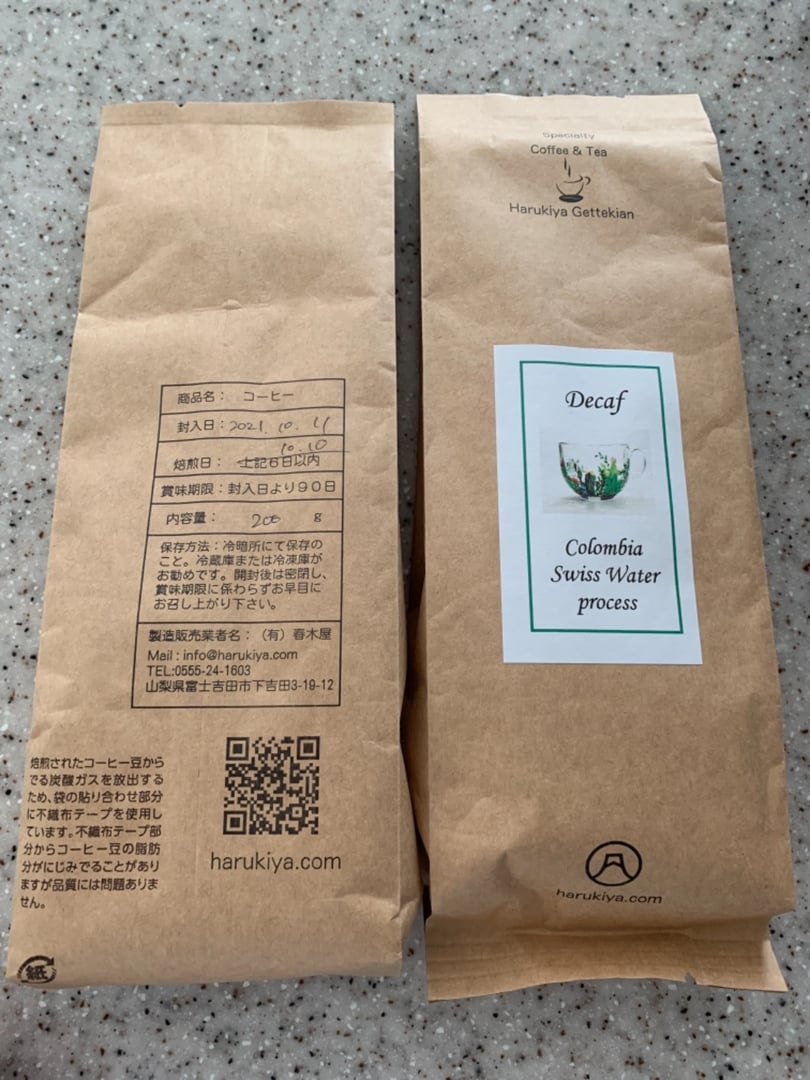 商品名： コーヒー
封入日：2021. 10. 11
10.10
焙煎日： 上記6日以内
賞味期限：封入日より90日
内容量： 200 g
保存方法：冷暗所にて保存の
こと。冷蔵庫または冷凍庫が
お勧めです。開封後は密閉し、
賞味期限に係わらずお早目に
お召し上がり下さい。
製造販売業者名：（有）春木屋
Mail : info@harukiya.com
TEL:0555-24-1603
山梨県富士吉田市下吉田3-19-12
焙煎されたコーヒー豆から
でる炭酸ガスを放出する
ため、袋の貼り合わせ部分
に不織布テープを使用し
ています。不織布テープ部
分からコーヒー豆の脂肪
分がにじみでることがあり
ますが品質には問題ありま
せん。
harukiya.com
紙
Specialty
Coffee & Tea
Harukiya Gettekian
Decaf
Colombia
Swiss Water
process
harukiya.com